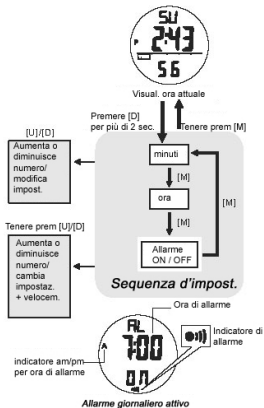 SU
P 2:43
56
Visual. ora attuale
Premere [D]
per più di 2 sec.
Tenere prem [M]
[U]/[D]
Aumenta o
diminuisce
numero/
modifica
impost.
minuti
[M]
ora
[M]
[M]
Allarme
ON / OFF
Tenere prem [U]/[D]
Aumenta o
diminuisce
numero/
cambia
impostaz.
+ velocem.
Sequenza d'impost.
Ora di allarme
AL
A 7:00
ON
Indicatore di
allarme
indicatore am/pm
per ora di allarme
Allarme giornaliero attivo